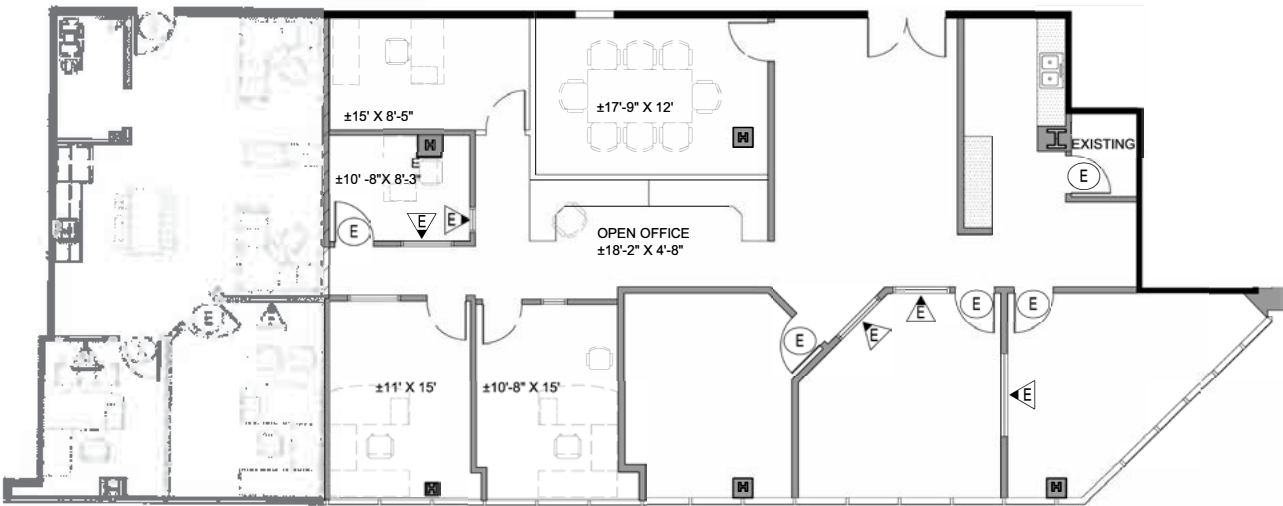 ±15' X 8'-5"
±17'-9" X 12'
H
H
EXISTING
E
±10' -8"X 8'-3"
E
E
E
OPEN OFFICE
±18'-2" X 4'-8"
E
E
E
E
E
E
±11' X 15'
±10'-8" X 15'
E
H
H
H